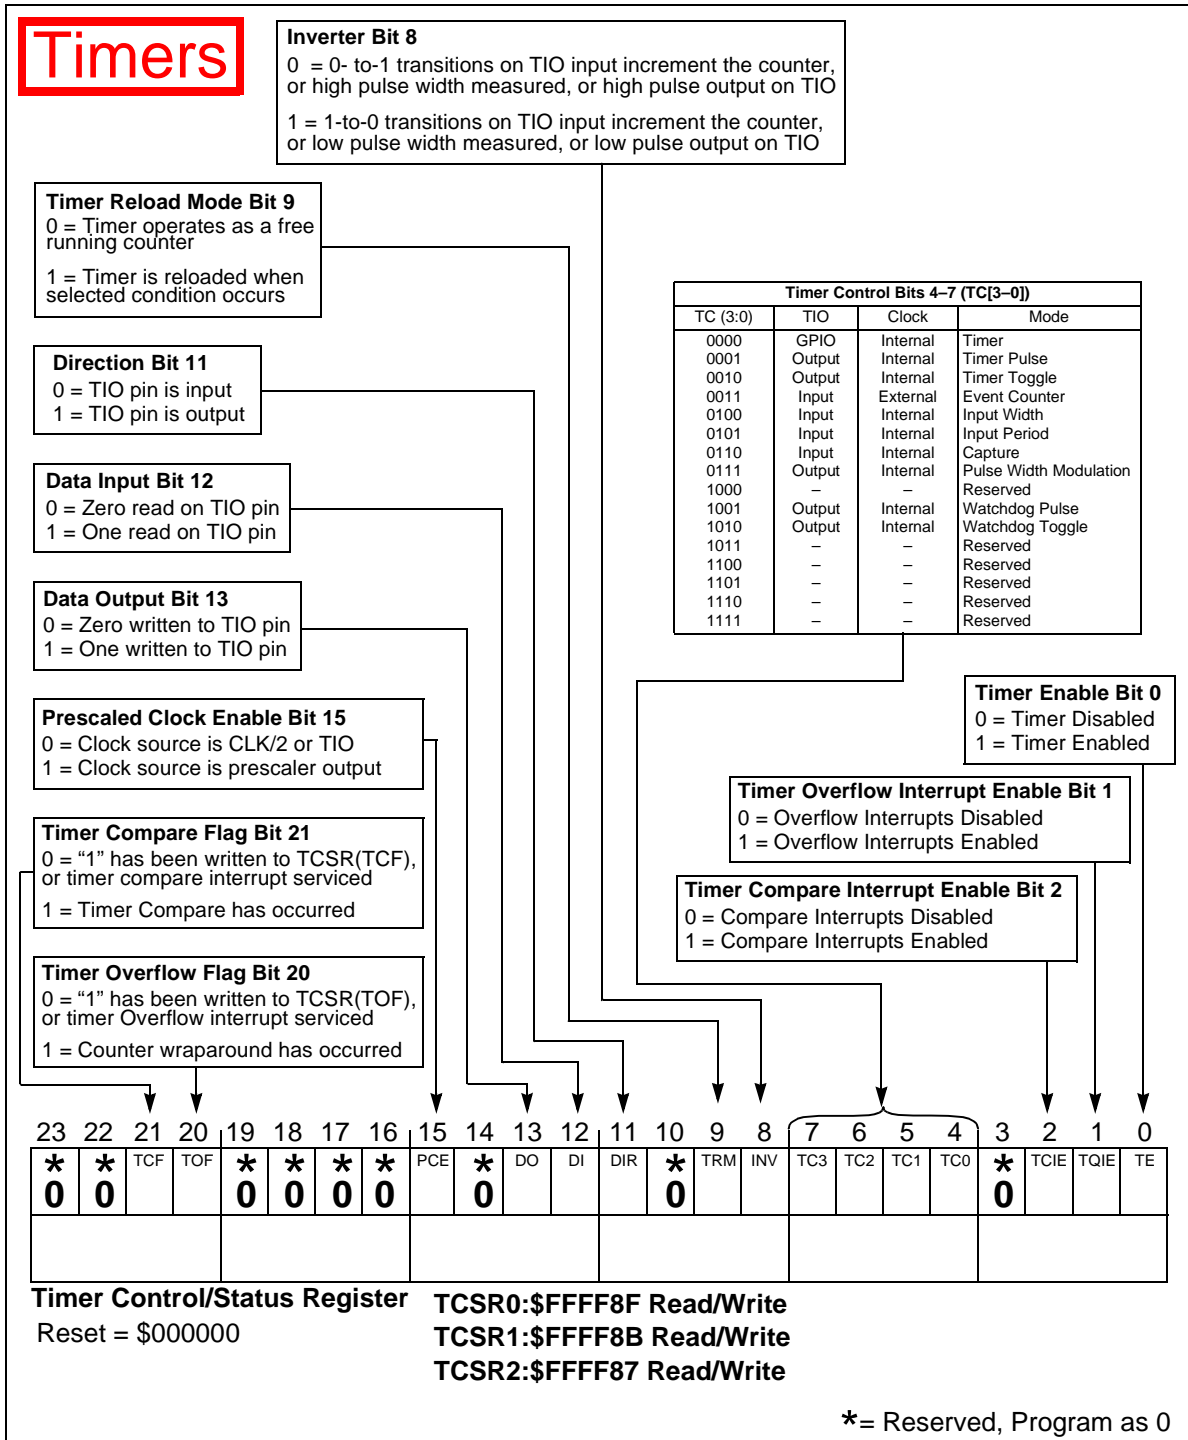 Timers
Inverter Bit 8
0 = 0- to-1 transitions on TIO input increment the counter,
or high pulse width measured, or high pulse output on TIO
1 = 1-to-0 transitions on TIO input increment the counter,
or low pulse width measured, or low pulse output on TIO
Timer Reload Mode Bit 9
0 = Timer operates as a free
running counter
1 = Timer is reloaded when
selected condition occurs
Direction Bit 11
0 = TIO pin is input
1 = TIO pin is output
Data Input Bit 12
0 = Zero read on TIO pin
1 = One read on TIO pin
Data Output Bit 13
0 = Zero written to TIO pin
1 = One written to TIO pin
Prescaled Clock Enable Bit 15
0 = Clock source is CLK/2 or TIO
1 = Clock source is prescaler output
Timer Compare Flag Bit 21
0 = “1” has been written to TCSR(TCF),
or timer compare interrupt serviced
1 = Timer Compare has occurred
Timer Overflow Flag Bit 20
0 = “1” has been written to TCSR(TOF),
or timer Overflow interrupt serviced
1 = Counter wraparound has occurred
Timer Control Bits 4–7 (TC[3–0])
TC (3:0) TIO Clock Mode
0000 GPIO Internal Timer
0001 Output Internal Timer Pulse
0010 Output Internal Timer Toggle
0011 Input External Event Counter
0100 Input Internal Input Width
0101 Input Internal Input Period
0110 Input Internal Capture
0111 Output Internal Pulse Width Modulation
1000 – – Reserved
1001 Output Internal Watchdog Pulse
1010 Output Internal Watchdog Toggle
1011 – – Reserved
1100 – – Reserved
1101 – – Reserved
1110 – – Reserved
1111 – – Reserved
Timer Enable Bit 0
0 = Timer Disabled
1 = Timer Enabled
Timer Overflow Interrupt Enable Bit 1
0 = Overflow Interrupts Disabled
1 = Overflow Interrupts Enabled
Timer Compare Interrupt Enable Bit 2
0 = Compare Interrupts Disabled
1 = Compare Interrupts Enabled
23 22 21 20 19 18 17 16 15 14 13 12 11 10 9 8 7 6 5 4 3 2 1 0
* * TCF TOF * * * * PCE * DO DI DIR * TRM INV TC3 TC2 TC1 TC0 * TCIE TQIE TE
0 0 0 0 0 0 0 0 0
Timer Control/Status Register
Reset = $000000
TCSR0:$FFFF8F Read/Write
TCSR1:$FFFF8B Read/Write
TCSR2:$FFFF87 Read/Write
*= Reserved, Program as 0